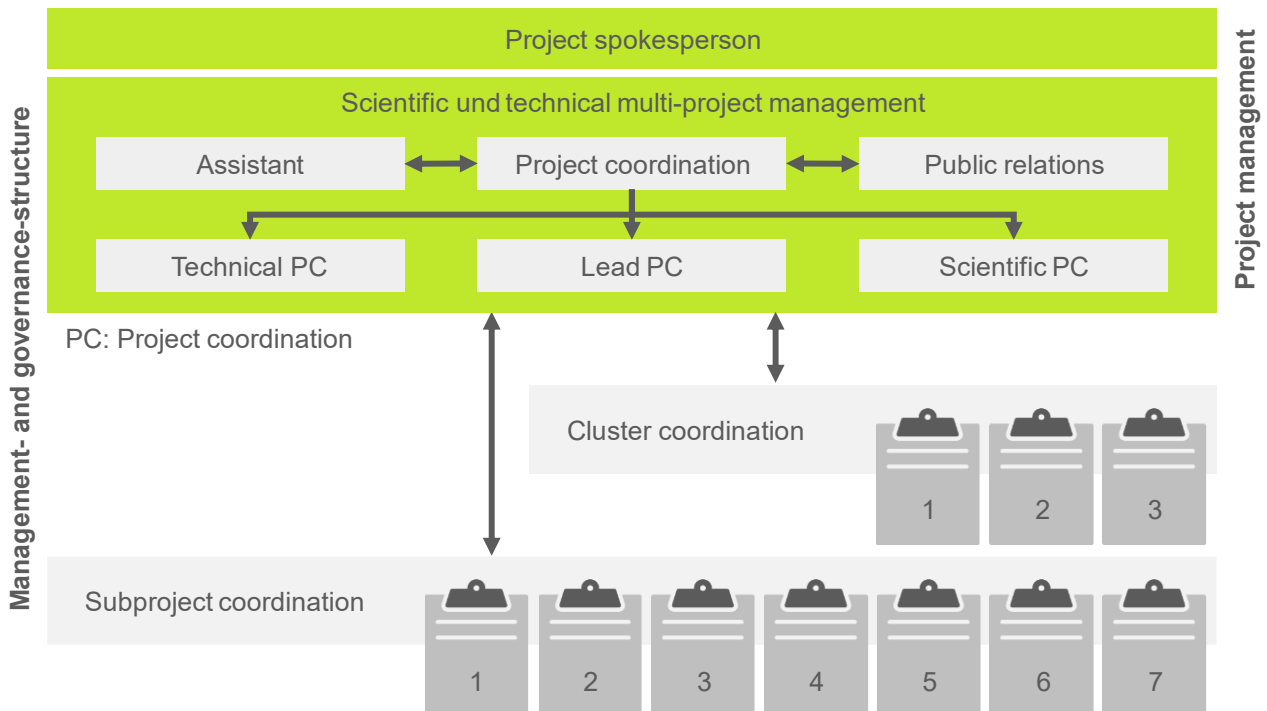 Project spokesperson
Scientific und technical multi-project management
Assistant
Project coordination
Public relations
Technical PC
Lead PC
Scientific PC
PC: Project coordination
Cluster coordination
1
2
3
Subproject coordination
1
2
3
4
5
6
7
Management- and governance-structure
Project management